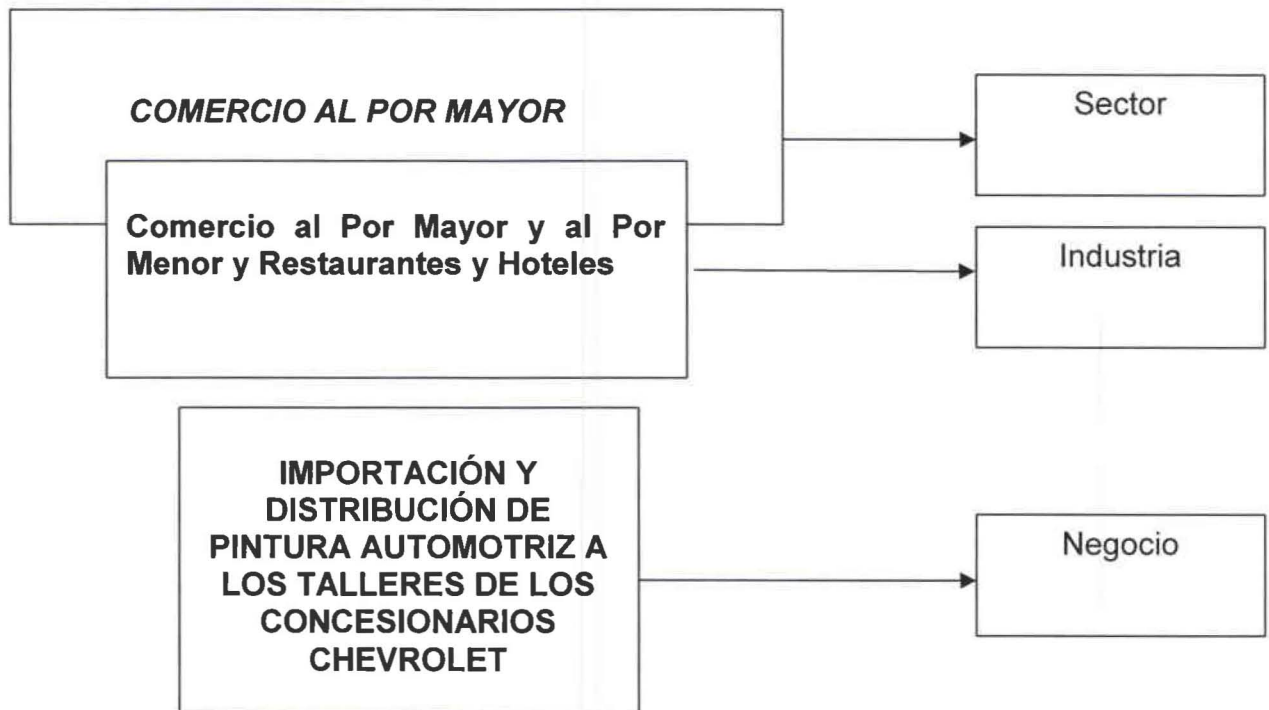 COMERCIO AL POR MAYOR
Sector
Comercio al Por Mayor y al Por
Menor y Restaurantes y Hoteles
Industria
IMPORTACIÓN Y
DISTRIBUCIÓN DE
PINTURA AUTOMOTRIZ A
LOS TALLERES DE LOS
CONCESIONARIOS
CHEVROLET
Negocio